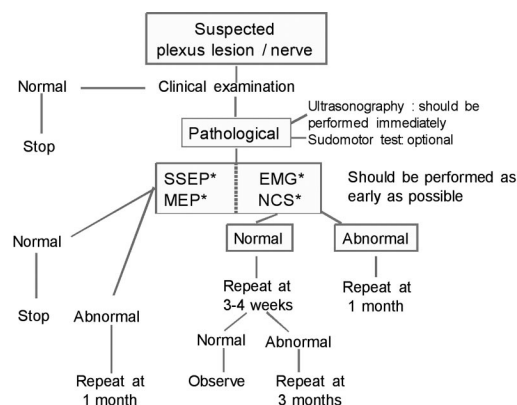 Suspected
plexus lesion / nerve
Normal
Clinical examination
Ultrasonography : should be
performed immediately
Stop
Pathological
Sudomotor test: optional
SSEP*
MEP*
EMG*
NCS*
Should be performed as
early as possible
Normal
Normal
Abnormal
Repeat at
3-4 weeks
Repeat at
1 month
Stop
Abnormal
Normal
Abnormal
Repeat at
1 month
Observe
Repeat at
3 months